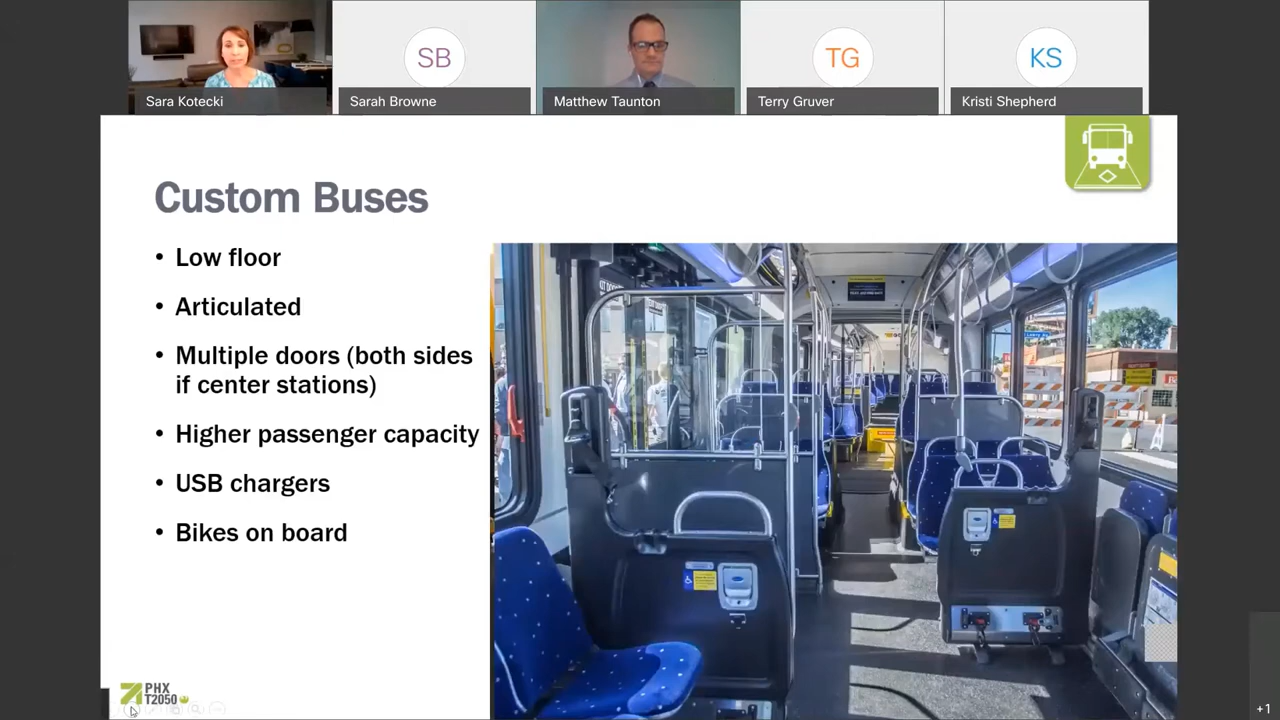 SB
TG
KS
Sara Kotecki
Sarah Browne
Matthew Taunton
Terry Gruver
Kristi Shepherd
Custom Buses
• Low floor
• Articulated
• Multiple doors (both sides
if center stations)
• Higher passenger capacity
• USB chargers
• Bikes on board
PHX
T2050
+1